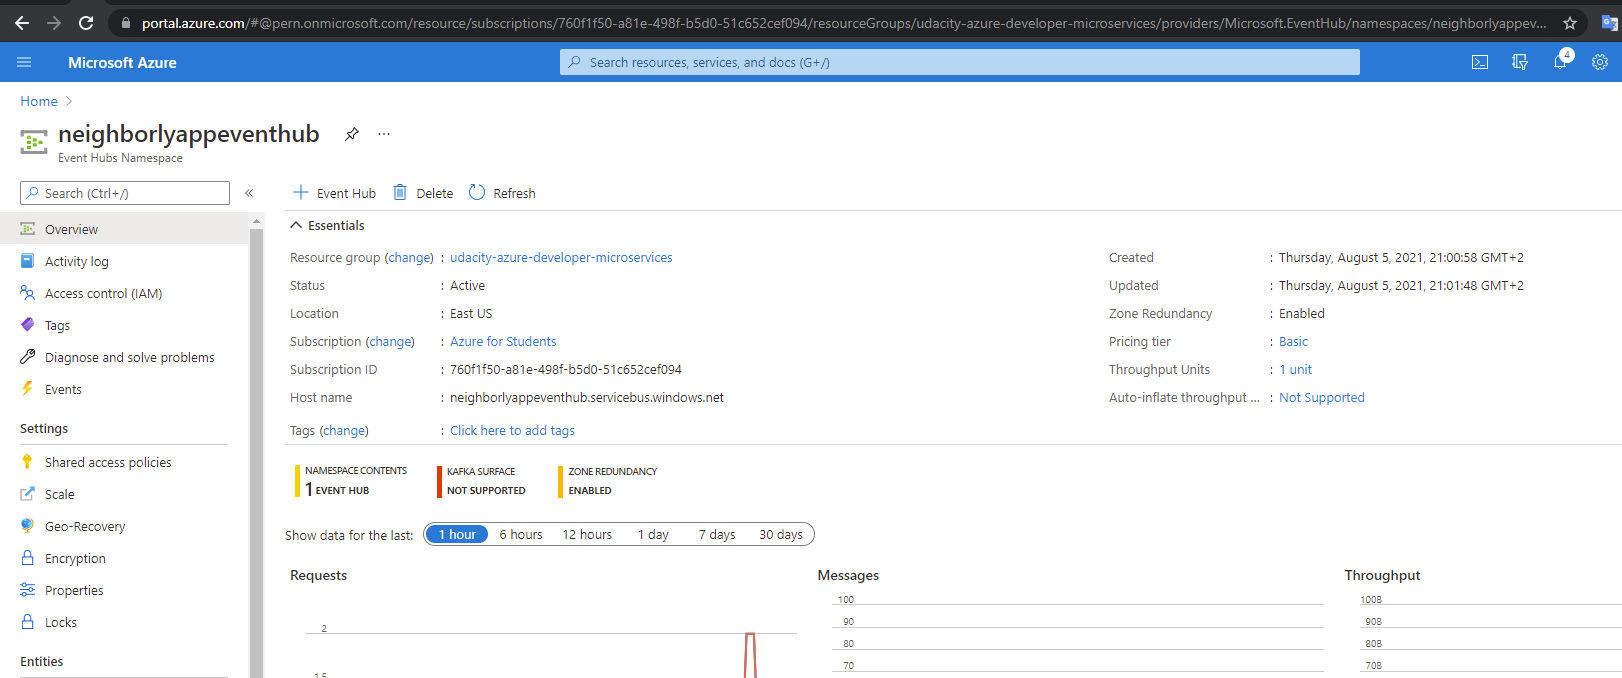 portal.azure.com/#@pern.onmicrosoft.com/resource/subscriptions/760f1f50-a81e-498f-b5d0-51c652cef094/resourceGroups/udacity-azure-developer-microservices/providers/Microsoft.EventHub/namespaces/neighborlyappev...
Microsoft Azure
Search resources, services, and docs (G+/)
4
Home
neighborlyappeventhub
Event Hubs Namespace
Search (Ctrl+/)
Event Hub
Delete
Refresh
Overview
Activity log
Access control (IAM)
Tags
Diagnose and solve problems
Events
Settings
Shared access policies
Scale
Geo-Recovery
Encryption
Properties
Locks
Entities
Essentials
Resource group (change) : udacity-azure-developer-microservices
Status : Active
Location : East US
Subscription (change) : Azure for Students
Subscription ID : 760f1f50-a81e-498f-b5d0-51c652cef094
Host name : neighborlyappeventhub.servicebus.windows.net
Tags (change) : Click here to add tags
Created : Thursday, August 5, 2021, 21:00:58 GMT+2
Updated : Thursday, August 5, 2021, 21:01:48 GMT+2
Zone Redundancy : Enabled
Pricing tier : Basic
Throughput Units : 1 unit
Auto-inflate throughput ... : Not Supported
NAMESPACE CONTENTS
1 EVENT HUB
KAFKA SURFACE
NOT SUPPORTED
ZONE REDUNDANCY
ENABLED
Show data for the last: 1 hour 6 hours 12 hours 1 day 7 days 30 days
Requests
2
1.5
Messages
100
90
80
70
Throughput
100B
90B
80B
70B